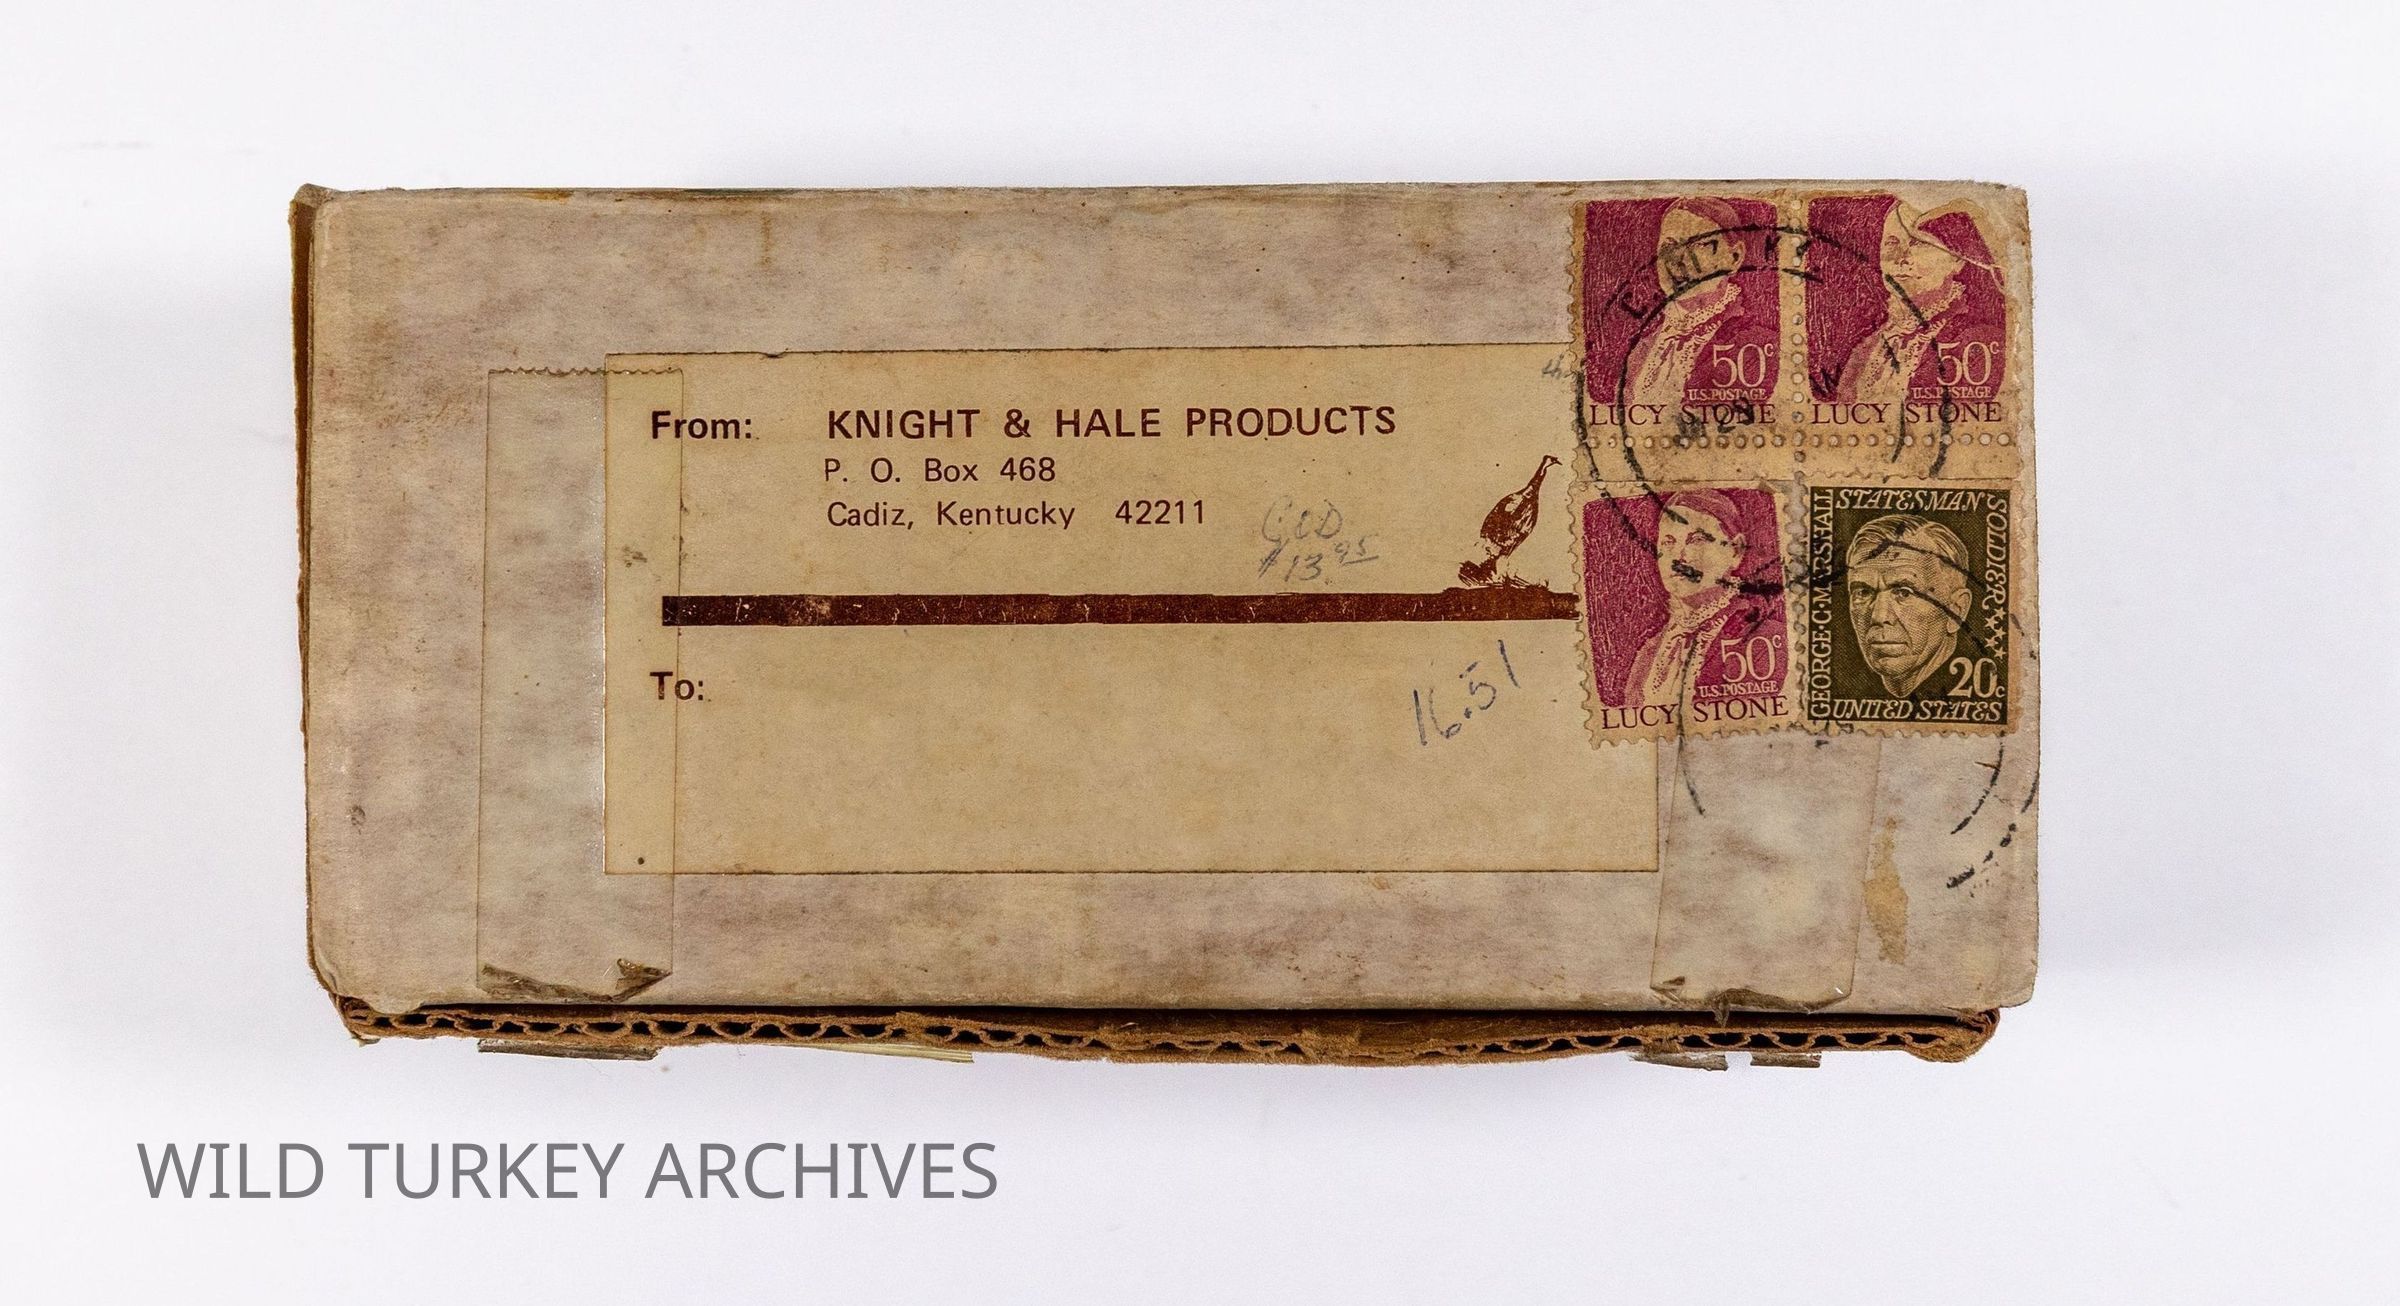 From: KNIGHT & HALE PRODUCTS
P. O. Box 468
Cadiz, Kentucky 42211
COD
$13.95
To:
16.51
50c
U.S. POSTAGE
LUCY STONE
50c
U.S. POSTAGE
LUCY STONE
50c
U.S. POSTAGE
LUCY STONE
GEORGE·C·MARSHALL
STATESMAN
SOLDIER
20c
UNITED STATES
WILD TURKEY ARCHIVES